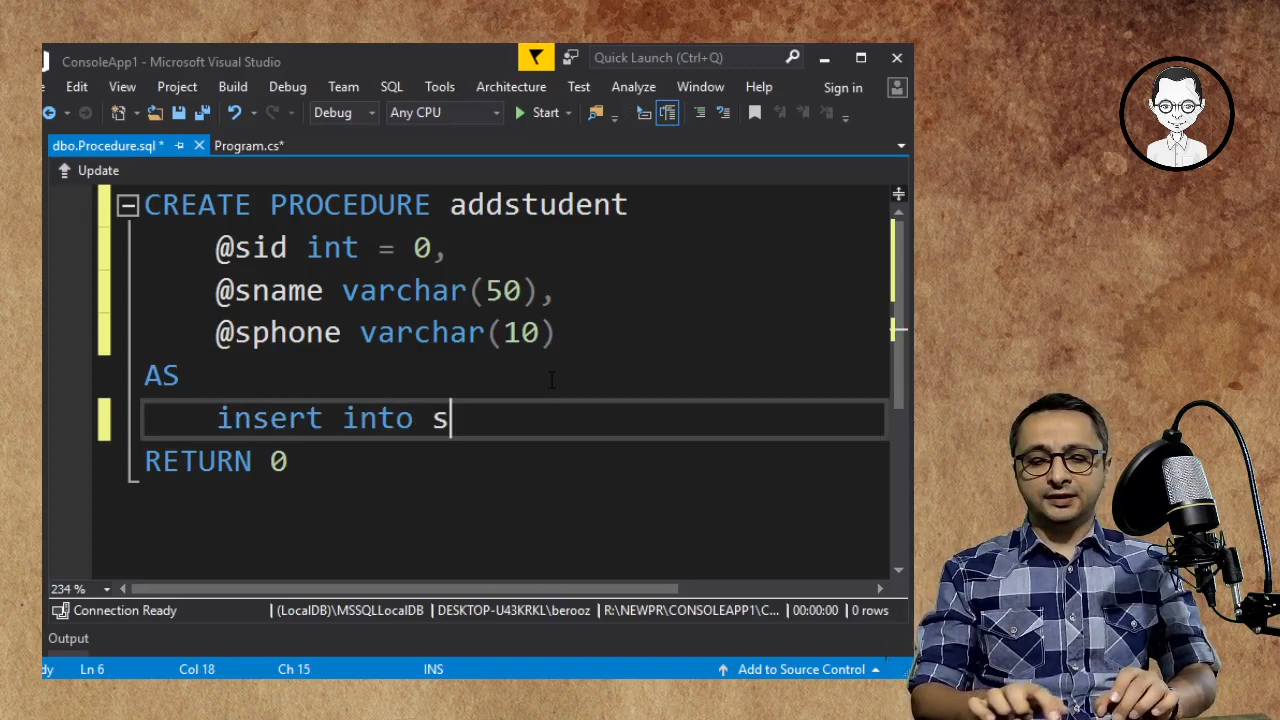 ConsoleApp1 - Microsoft Visual Studio
Quick Launch (Ctrl+Q)
Edit View Project Build Debug Team SQL Tools Architecture Test Analyze Window Help Sign in
Debug Any CPU Start
dbo.Procedure.sql * Program.cs*
Update
CREATE PROCEDURE addstudent
@sid int = 0,
@sname varchar(50),
@sphone varchar(10)
AS
insert into s
RETURN 0
234 %
Connection Ready | (LocalDB)\MSSQLLocalDB | DESKTOP-U43KRKL\berooz | R:\NEWPR\CONSOLEAPP1\C... | 00:00:00 | 0 rows
Output
dy Ln 6 Col 18 Ch 15 INS Add to Source Control